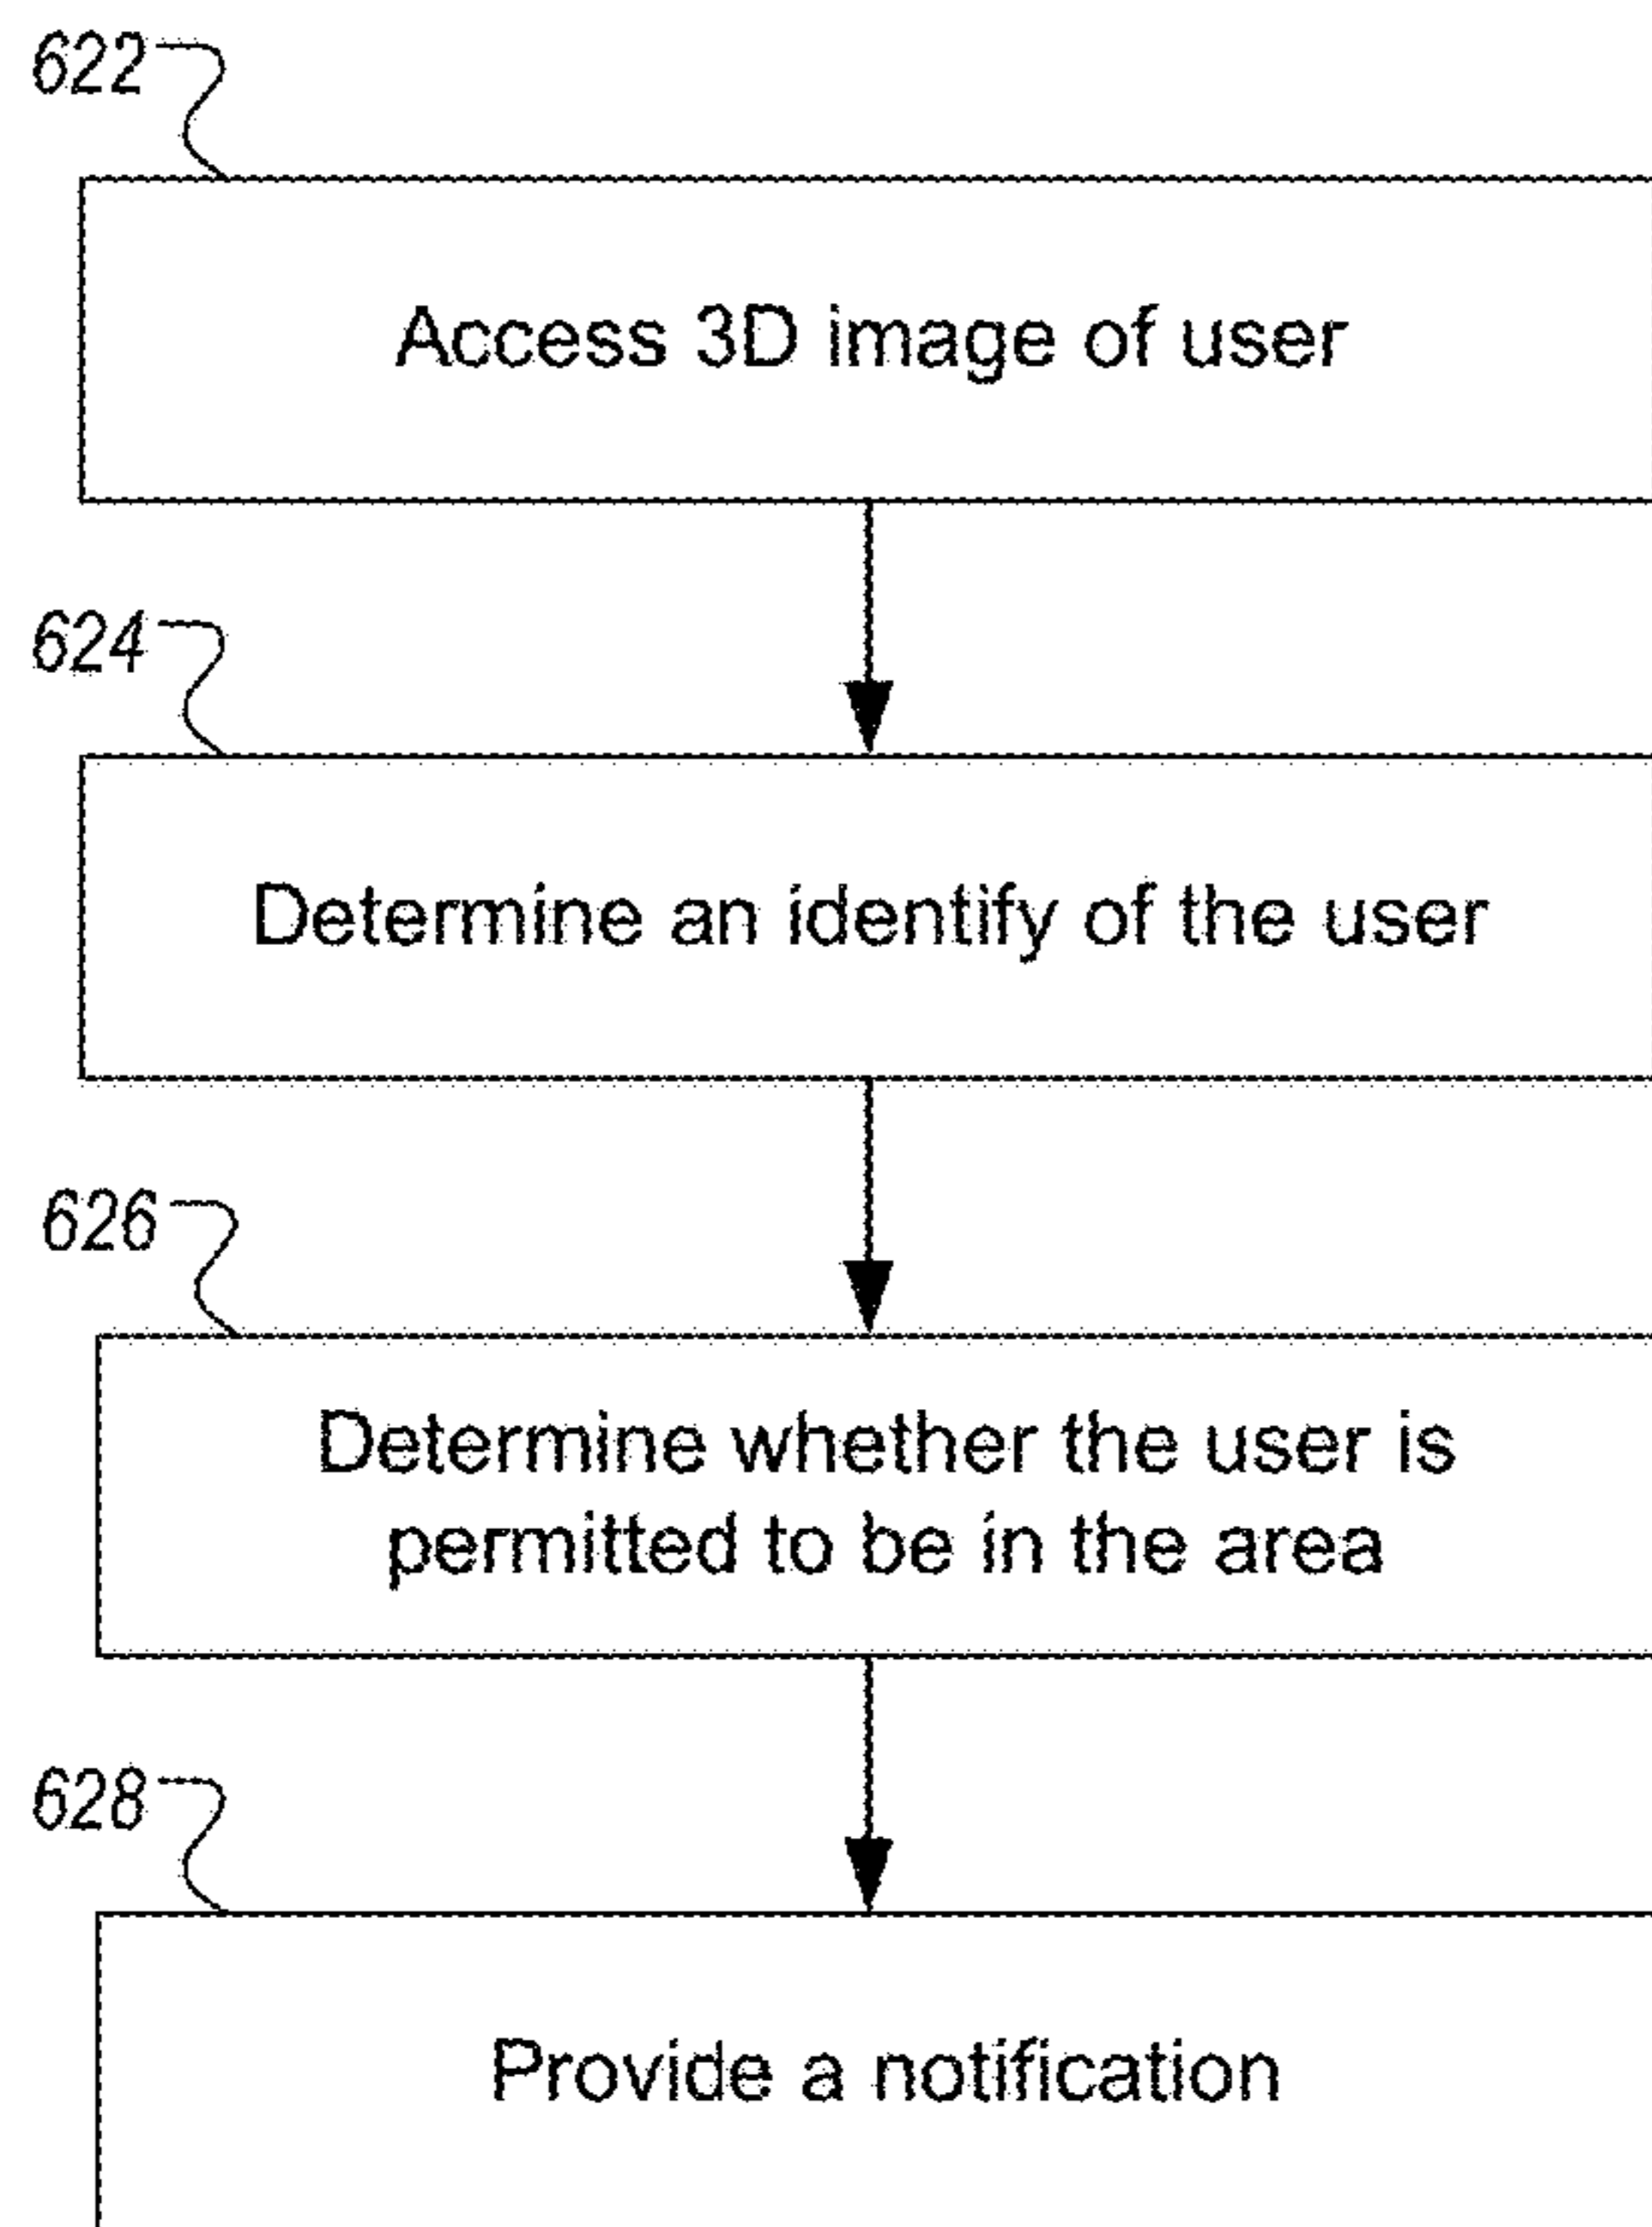 622
Access 3D image of user
624
Determine an identify of the user
626
Determine whether the user is
permitted to be in the area
628
Provide a notification